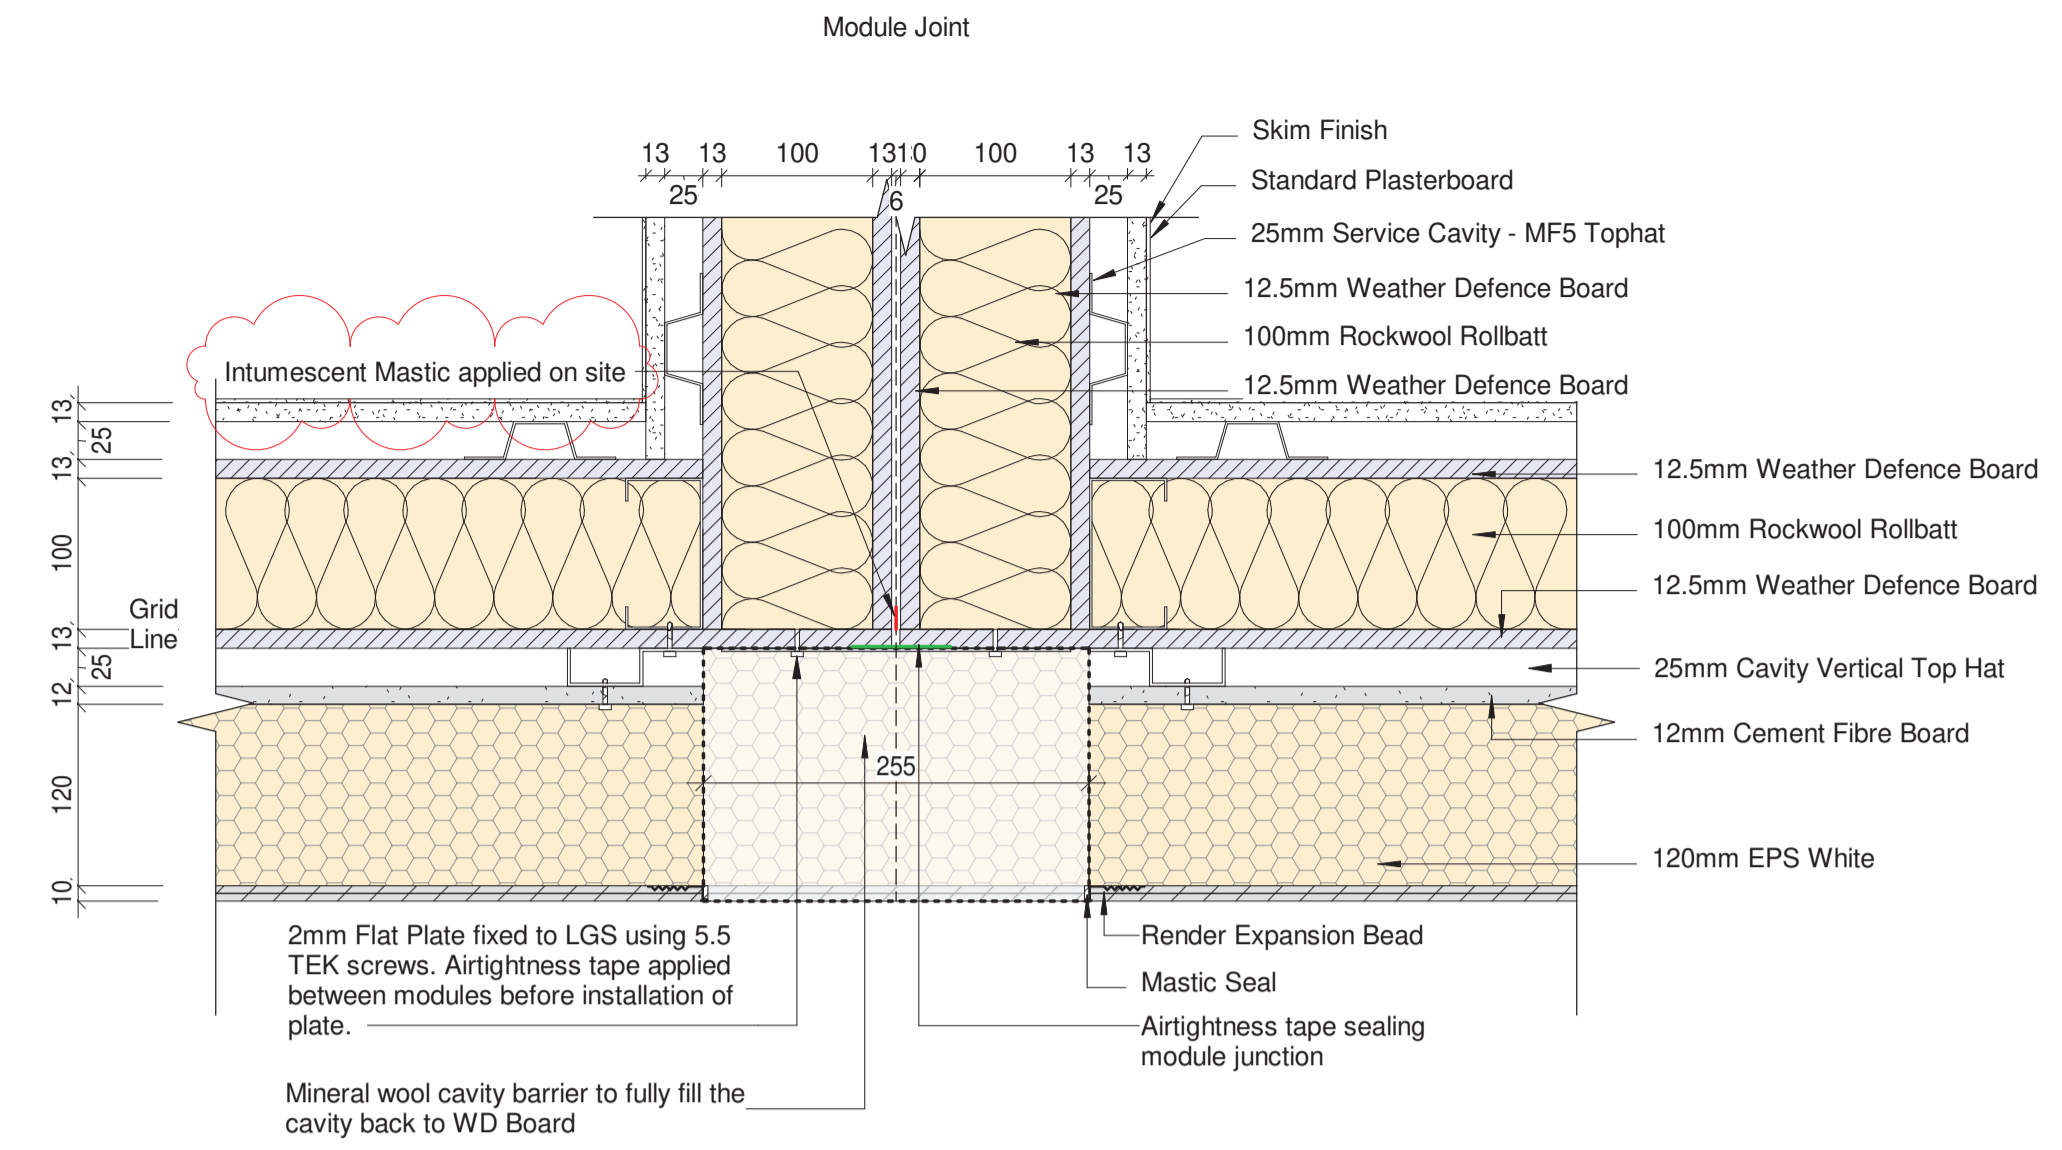 Module Joint
13 13 100 13 10 100 13 13
25 6 25
Skim Finish
Standard Plasterboard
25mm Service Cavity - MF5 Tophat
12.5mm Weather Defence Board
100mm Rockwool Rollbatt
12.5mm Weather Defence Board
Intumescent Mastic applied on site
13
25
13
100
13
25
12
120
10
Grid
Line
12.5mm Weather Defence Board
100mm Rockwool Rollbatt
12.5mm Weather Defence Board
25mm Cavity Vertical Top Hat
12mm Cement Fibre Board
120mm EPS White
255
2mm Flat Plate fixed to LGS using 5.5
TEK screws. Airtightness tape applied
between modules before installation of
plate.
Mineral wool cavity barrier to fully fill the
cavity back to WD Board
Render Expansion Bead
Mastic Seal
Airtightness tape sealing
module junction